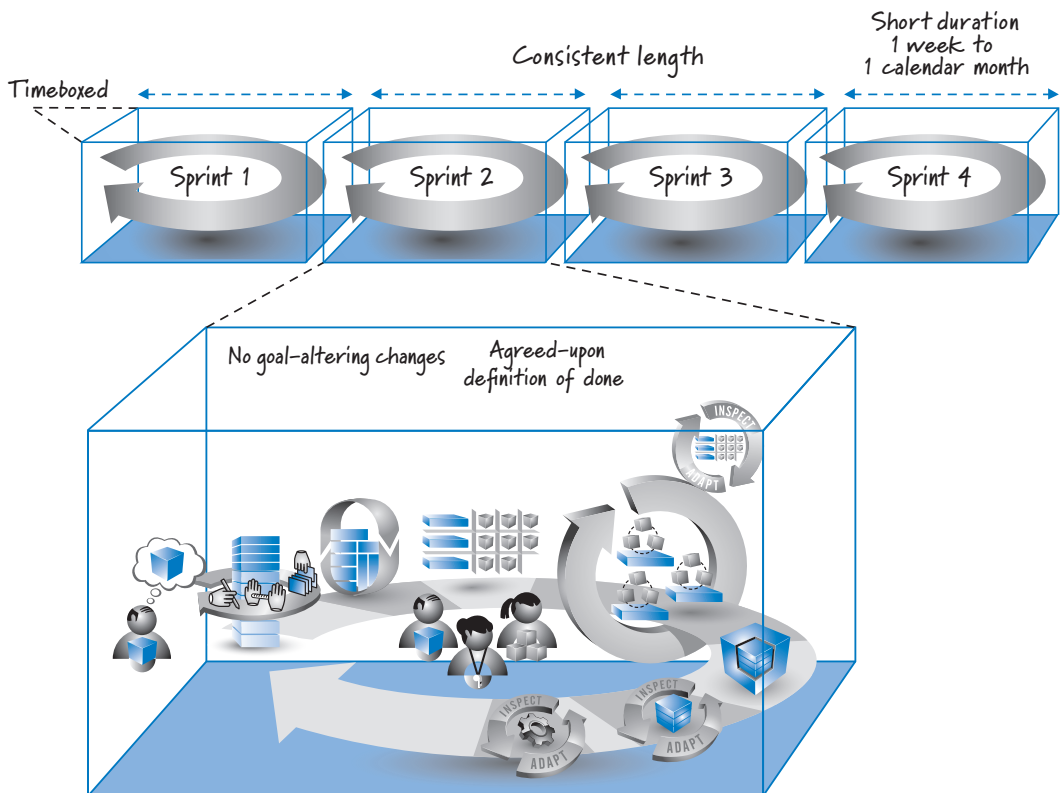 Short duration
1 week to
1 calendar month
Consistent length
Timeboxed
Sprint 1
Sprint 2
Sprint 3
Sprint 4
No goal-altering changes
Agreed-upon
definition of done
INSPECT
ADAPT
INSPECT
ADAPT
INSPECT
ADAPT